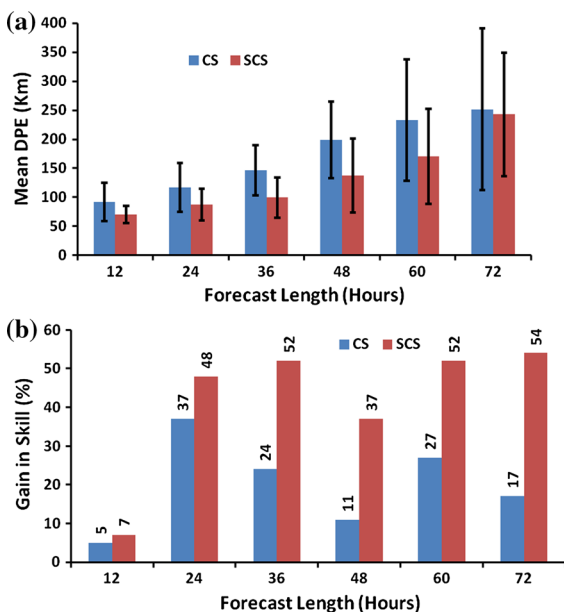 (a)
400
350
300
250
200
150
100
50
0
Mean DPE (Km)
CS SCS
12 24 36 48 60 72
Forecast Length (Hours)
(b)
60
50
40
30
20
10
0
Gain in Skill (%)
CS SCS
5 7 37 48 24 52 11 37 27 52 17 54
12 24 36 48 60 72
Forecast Length (Hours)